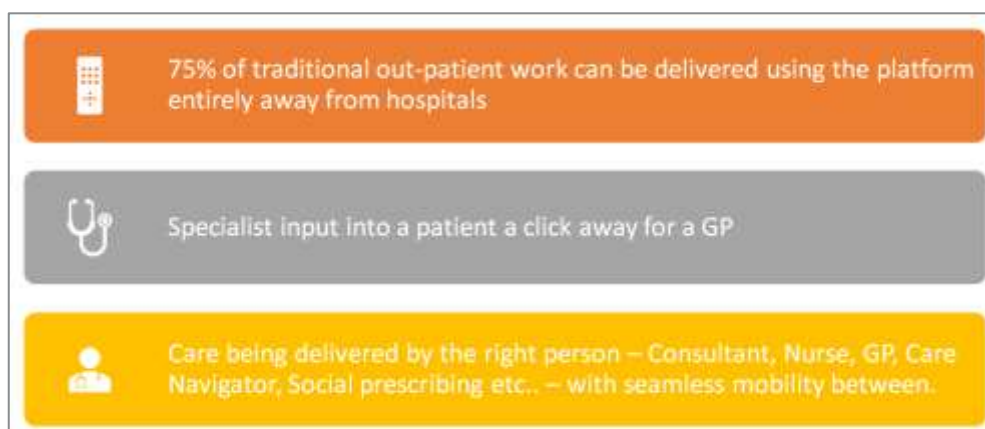 75% of traditional out-patient work can be delivered using the platform
entirely away from hospitals
Specialist input into a patient a click away for a GP
Care being delivered by the right person – Consultant, Nurse, GP, Care
Navigator, Social prescribing etc.. – with seamless mobility between.